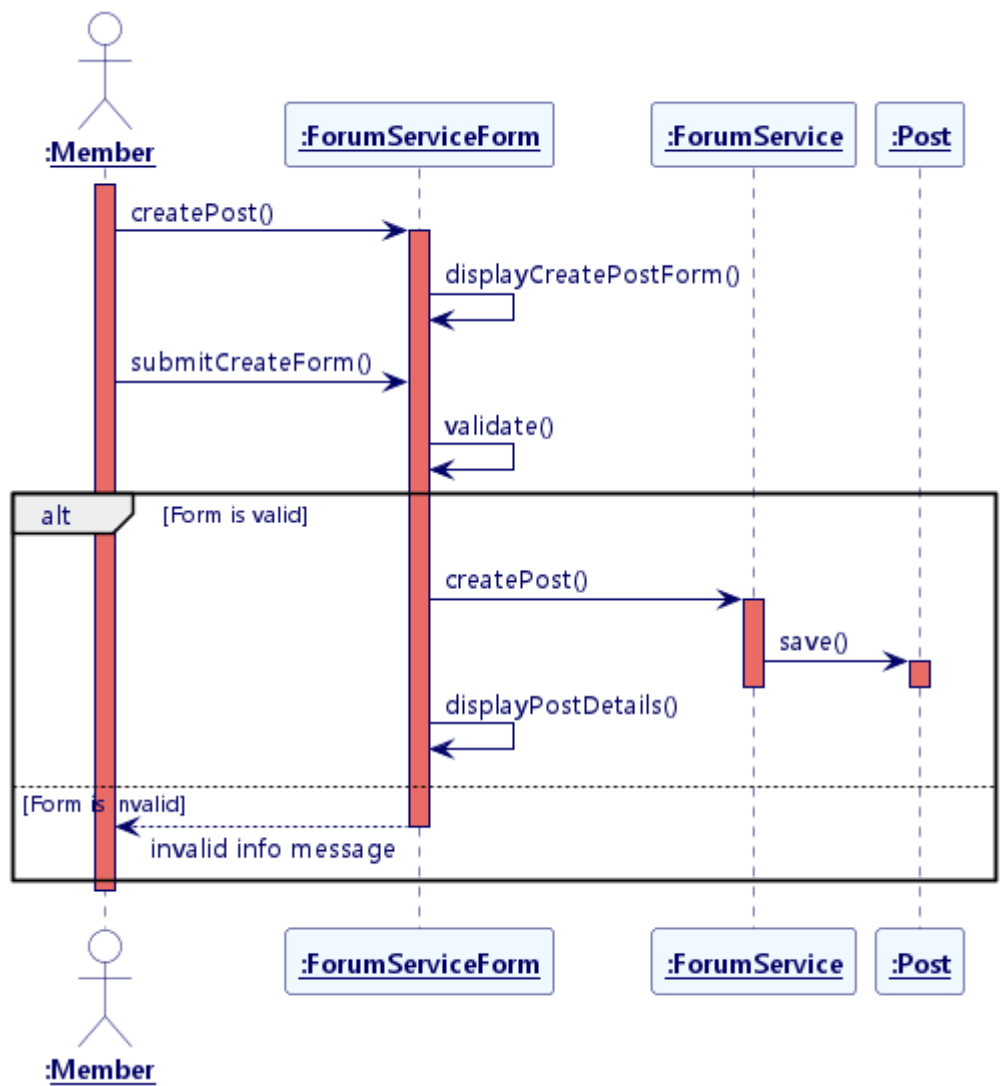 :Member
:ForumServiceForm
:ForumService
:Post
createPost()
displayCreatePostForm()
submitCreateForm()
validate()
alt
[Form is valid]
createPost()
save()
displayPostDetails()
[Form is invalid]
invalid info message
:ForumServiceForm
:ForumService
:Post
:Member